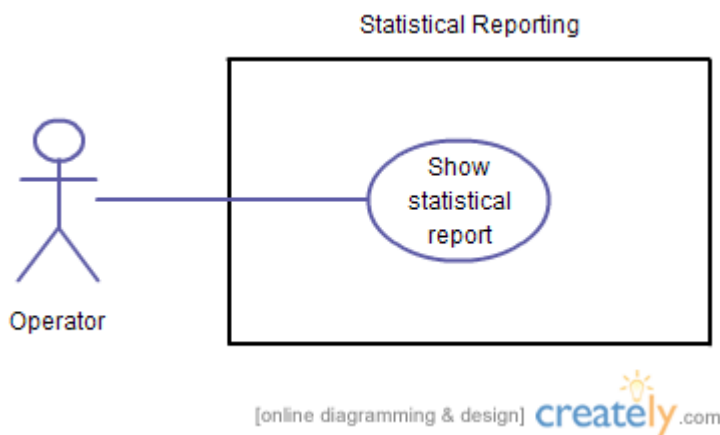 Statistical Reporting
Show
statistical
report
Operator
[online diagramming & design] creately.com